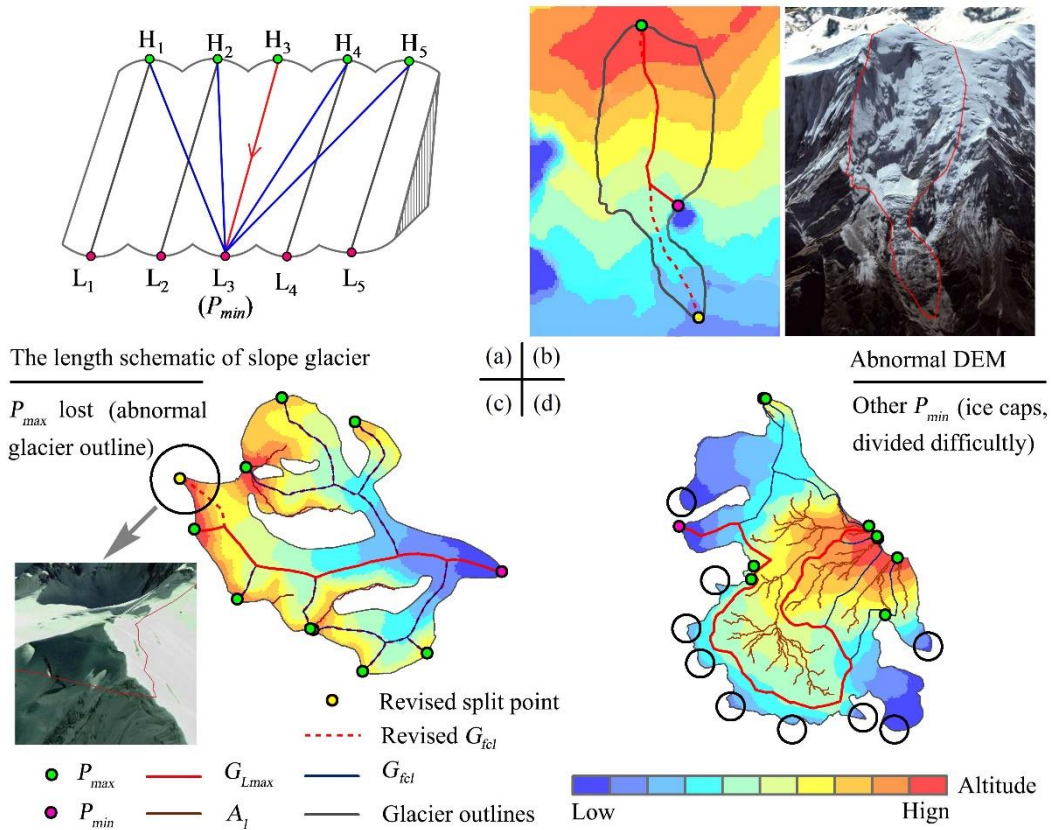 H1 H2 H3 H4 H5
L1 L2 L3 L4 L5
(Pmin)
The length schematic of slope glacier
(a) (b)
(c) (d)
Abnormal DEM
Pmax lost (abnormal
glacier outline)
Other Pmin (ice caps,
divided difficultly)
Revised split point
Revised Gfcl
Pmax GLmax Gfcl
Pmin Al Glacier outlines
Altitude
Low Hign